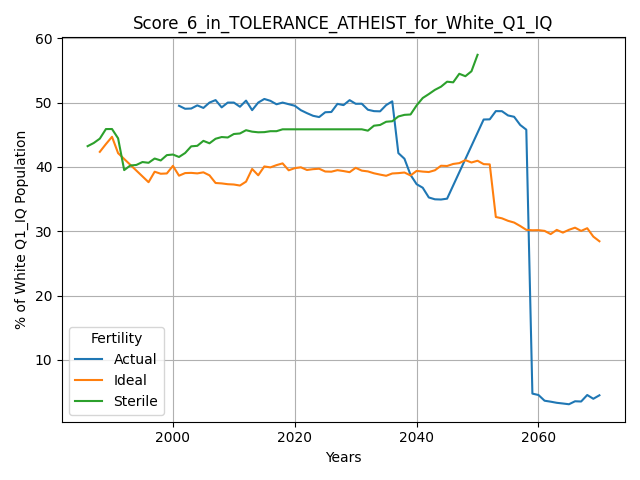 Score_6_in_TOLERANCE_ATHEIST_for_White_Q1_IQ
% of White Q1_IQ Population
60
50
40
30
20
10
Fertility
Actual
Ideal
Sterile
2000
2020
2040
2060
Years